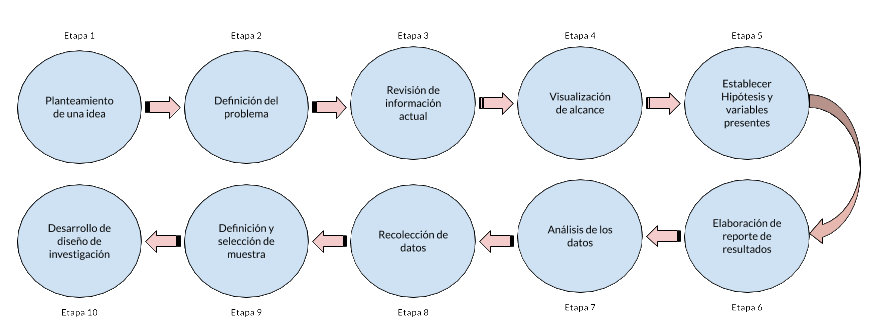 Etapa 1
Etapa 2
Etapa 3
Etapa 4
Etapa 5
Planteamiento
de una idea
Definición del
problema
Revisión de
información
actual
Visualización
de alcance
Establecer
Hipótesis y
variables
presentes
Desarrollo de
diseño de
investigación
Definición y
selección de
muestra
Recolección de
datos
Análisis de los
datos
Elaboración de
reporte de
resultados
Etapa 10
Etapa 9
Etapa 8
Etapa 7
Etapa 6